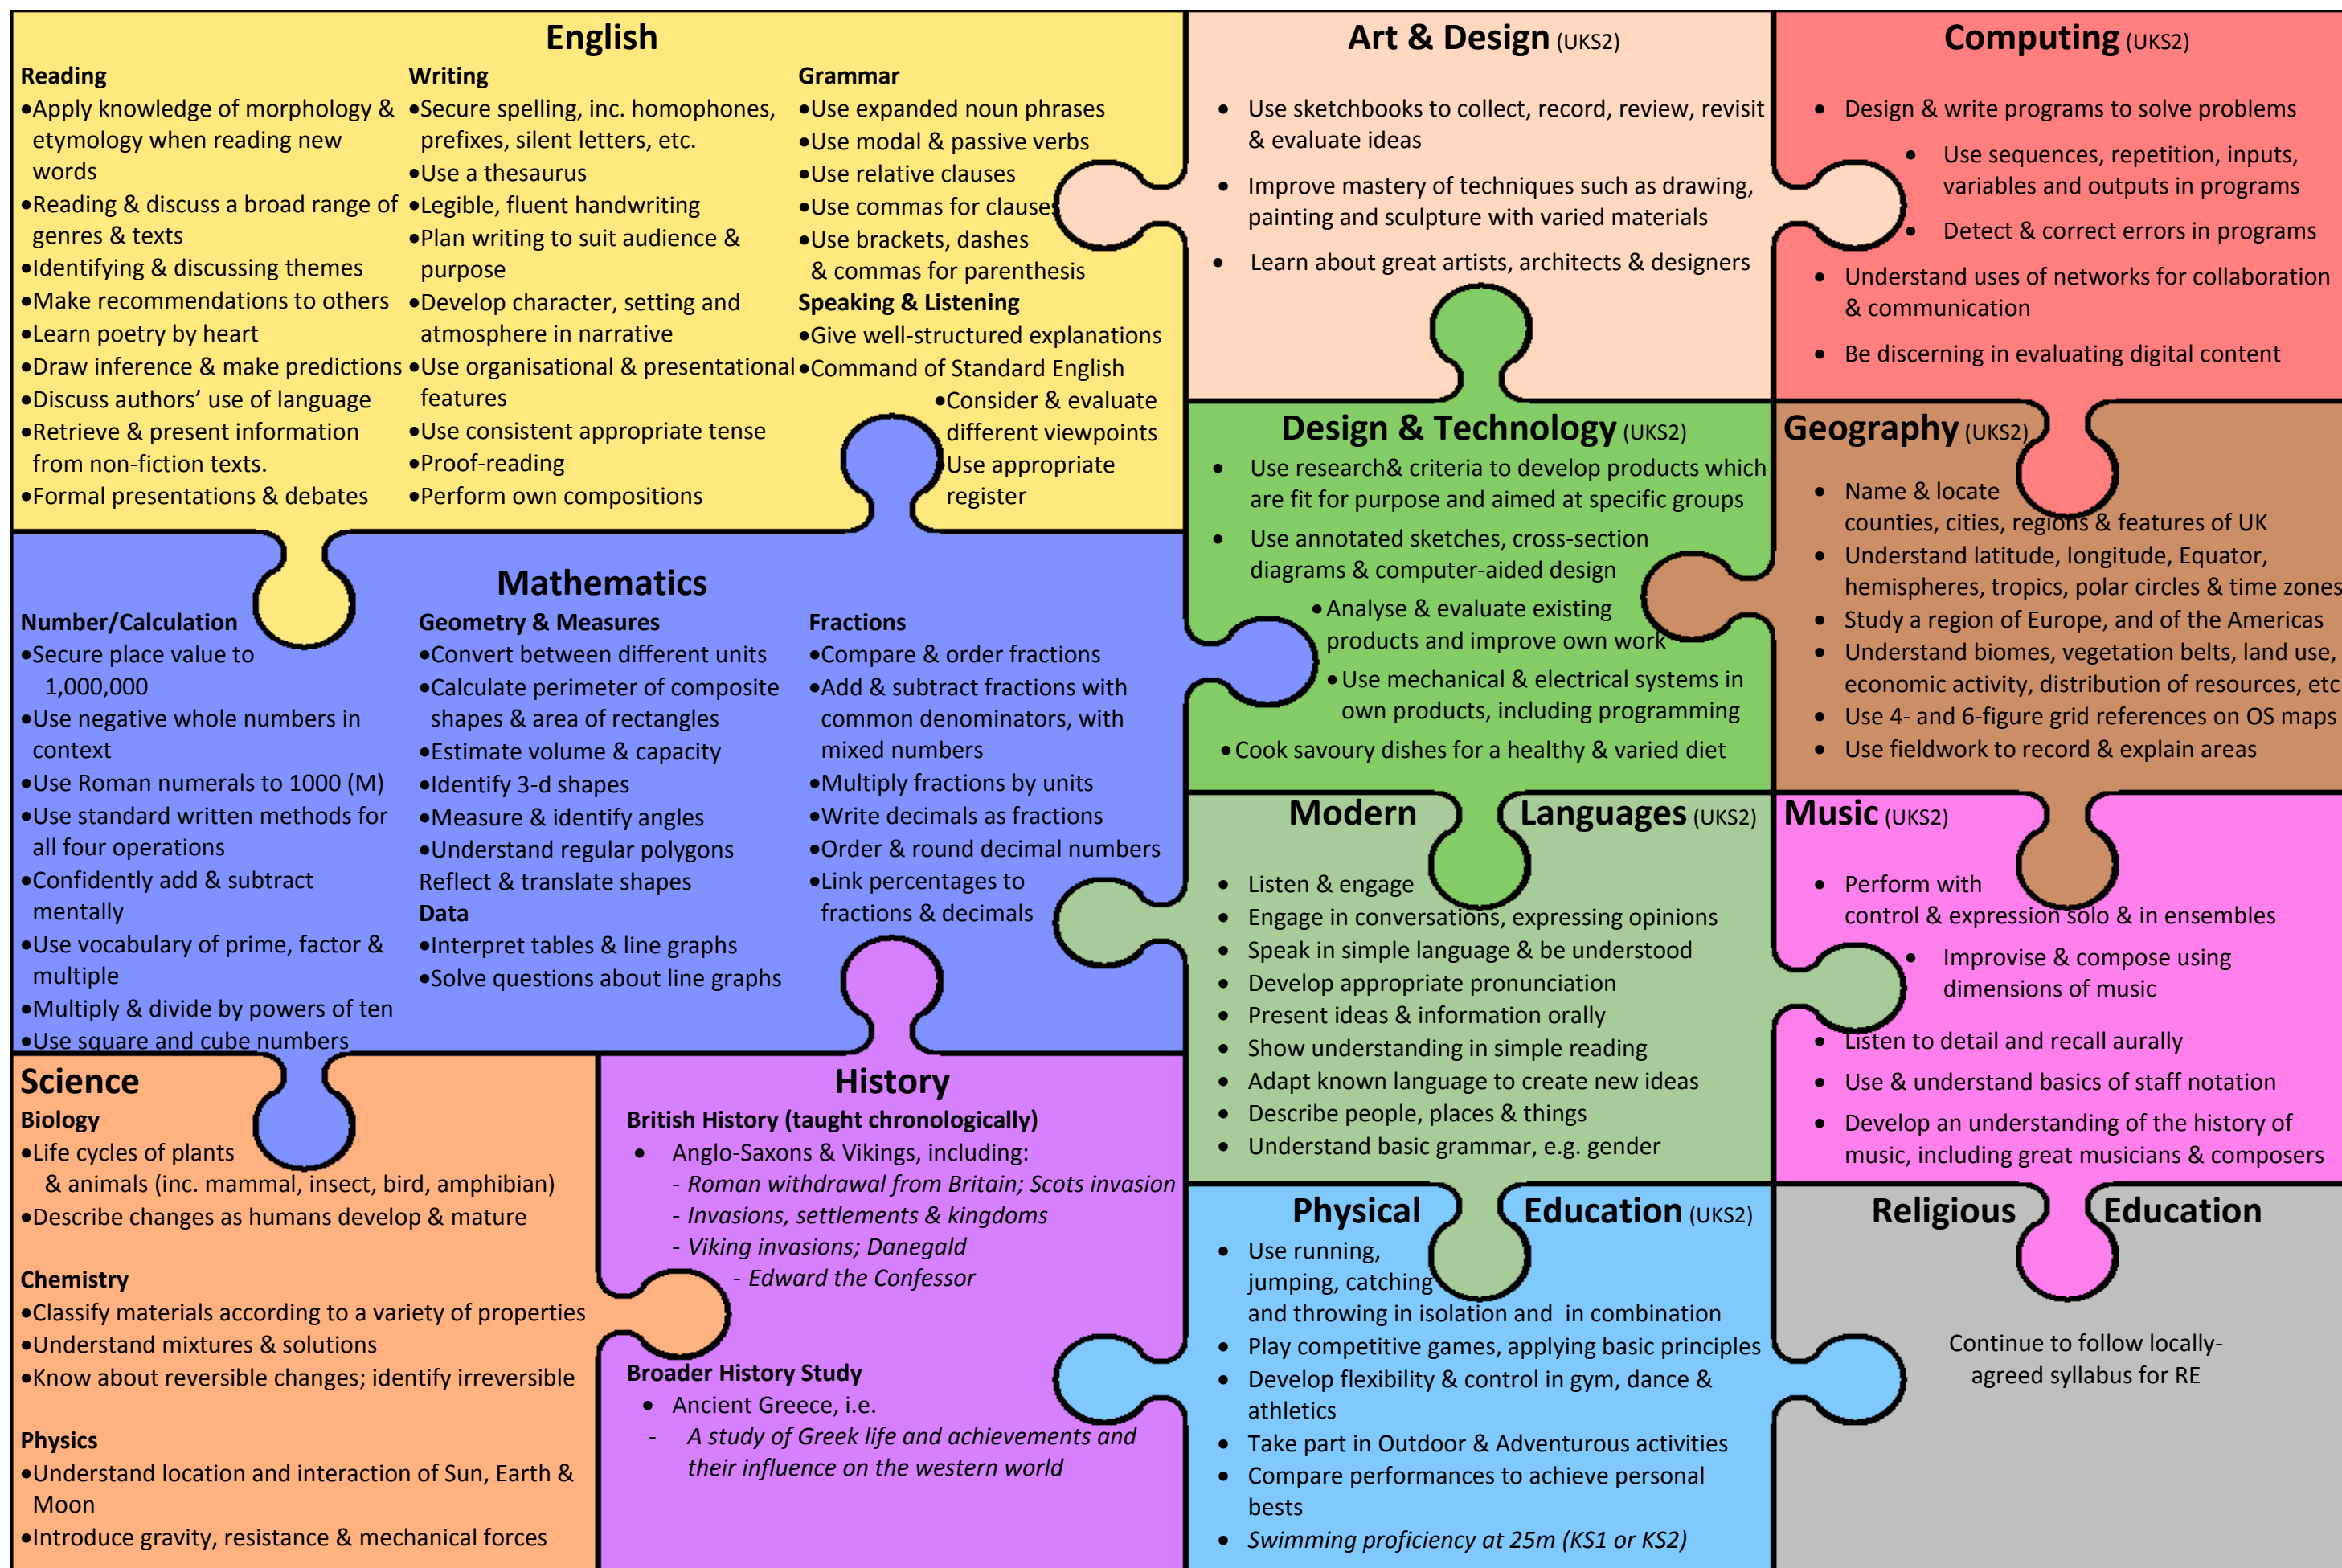 English
Reading
•Apply knowledge of morphology &
etymology when reading new
words
•Reading & discuss a broad range of
genres & texts
•Identifying & discussing themes
•Make recommendations to others
•Learn poetry by heart
•Draw inference & make predictions
•Discuss authors’ use of language
•Retrieve & present information
from non-fiction texts.
•Formal presentations & debates
Writing
•Secure spelling, inc. homophones,
prefixes, silent letters, etc.
•Use a thesaurus
•Legible, fluent handwriting
•Plan writing to suit audience &
purpose
•Develop character, setting and
atmosphere in narrative
•Use organisational & presentational
features
•Use consistent appropriate tense
•Proof-reading
•Perform own compositions
Grammar
•Use expanded noun phrases
•Use modal & passive verbs
•Use relative clauses
•Use commas for clauses
•Use brackets, dashes
& commas for parenthesis
Speaking & Listening
•Give well-structured explanations
•Command of Standard English
•Consider & evaluate
different viewpoints
Use appropriate
register
Art & Design (UKS2)
• Use sketchbooks to collect, record, review, revisit
& evaluate ideas
• Improve mastery of techniques such as drawing,
painting and sculpture with varied materials
• Learn about great artists, architects & designers
Computing (UKS2)
• Design & write programs to solve problems
• Use sequences, repetition, inputs,
variables and outputs in programs
• Detect & correct errors in programs
• Understand uses of networks for collaboration
& communication
• Be discerning in evaluating digital content
Design & Technology (UKS2)
• Use research& criteria to develop products which
are fit for purpose and aimed at specific groups
• Use annotated sketches, cross-section
diagrams & computer-aided design
•Analyse & evaluate existing
products and improve own work
•Use mechanical & electrical systems in
own products, including programming
•Cook savoury dishes for a healthy & varied diet
Geography (UKS2)
• Name & locate
counties, cities, regions & features of UK
• Understand latitude, longitude, Equator,
hemispheres, tropics, polar circles & time zones
• Study a region of Europe, and of the Americas
• Understand biomes, vegetation belts, land use,
economic activity, distribution of resources, etc
• Use 4- and 6-figure grid references on OS maps
• Use fieldwork to record & explain areas
Mathematics
Number/Calculation
•Secure place value to
1,000,000
•Use negative whole numbers in
context
•Use Roman numerals to 1000 (M)
•Use standard written methods for
all four operations
•Confidently add & subtract
mentally
•Use vocabulary of prime, factor &
multiple
•Multiply & divide by powers of ten
•Use square and cube numbers
Geometry & Measures
•Convert between different units
•Calculate perimeter of composite
shapes & area of rectangles
•Estimate volume & capacity
•Identify 3-d shapes
•Measure & identify angles
•Understand regular polygons
Reflect & translate shapes
Data
•Interpret tables & line graphs
•Solve questions about line graphs
Fractions
•Compare & order fractions
•Add & subtract fractions with
common denominators, with
mixed numbers
•Multiply fractions by units
•Write decimals as fractions
•Order & round decimal numbers
•Link percentages to
fractions & decimals
Modern Languages (UKS2)
• Listen & engage
• Engage in conversations, expressing opinions
• Speak in simple language & be understood
• Develop appropriate pronunciation
• Present ideas & information orally
• Show understanding in simple reading
• Adapt known language to create new ideas
• Describe people, places & things
• Understand basic grammar, e.g. gender
Music (UKS2)
• Perform with
control & expression solo & in ensembles
• Improvise & compose using
dimensions of music
• Listen to detail and recall aurally
• Use & understand basics of staff notation
• Develop an understanding of the history of
music, including great musicians & composers
Science
Biology
•Life cycles of plants
& animals (inc. mammal, insect, bird, amphibian)
•Describe changes as humans develop & mature
Chemistry
•Classify materials according to a variety of properties
•Understand mixtures & solutions
•Know about reversible changes; identify irreversible
Physics
•Understand location and interaction of Sun, Earth &
Moon
•Introduce gravity, resistance & mechanical forces
History
British History (taught chronologically)
• Anglo-Saxons & Vikings, including:
- Roman withdrawal from Britain; Scots invasion
- Invasions, settlements & kingdoms
- Viking invasions; Danegald
- Edward the Confessor
Broader History Study
• Ancient Greece, i.e.
- A study of Greek life and achievements and
their influence on the western world
Physical Education (UKS2)
• Use running,
jumping, catching
and throwing in isolation and in combination
• Play competitive games, applying basic principles
• Develop flexibility & control in gym, dance &
athletics
• Take part in Outdoor & Adventurous activities
• Compare performances to achieve personal
bests
• Swimming proficiency at 25m (KS1 or KS2)
Religious Education
Continue to follow locally-
agreed syllabus for RE